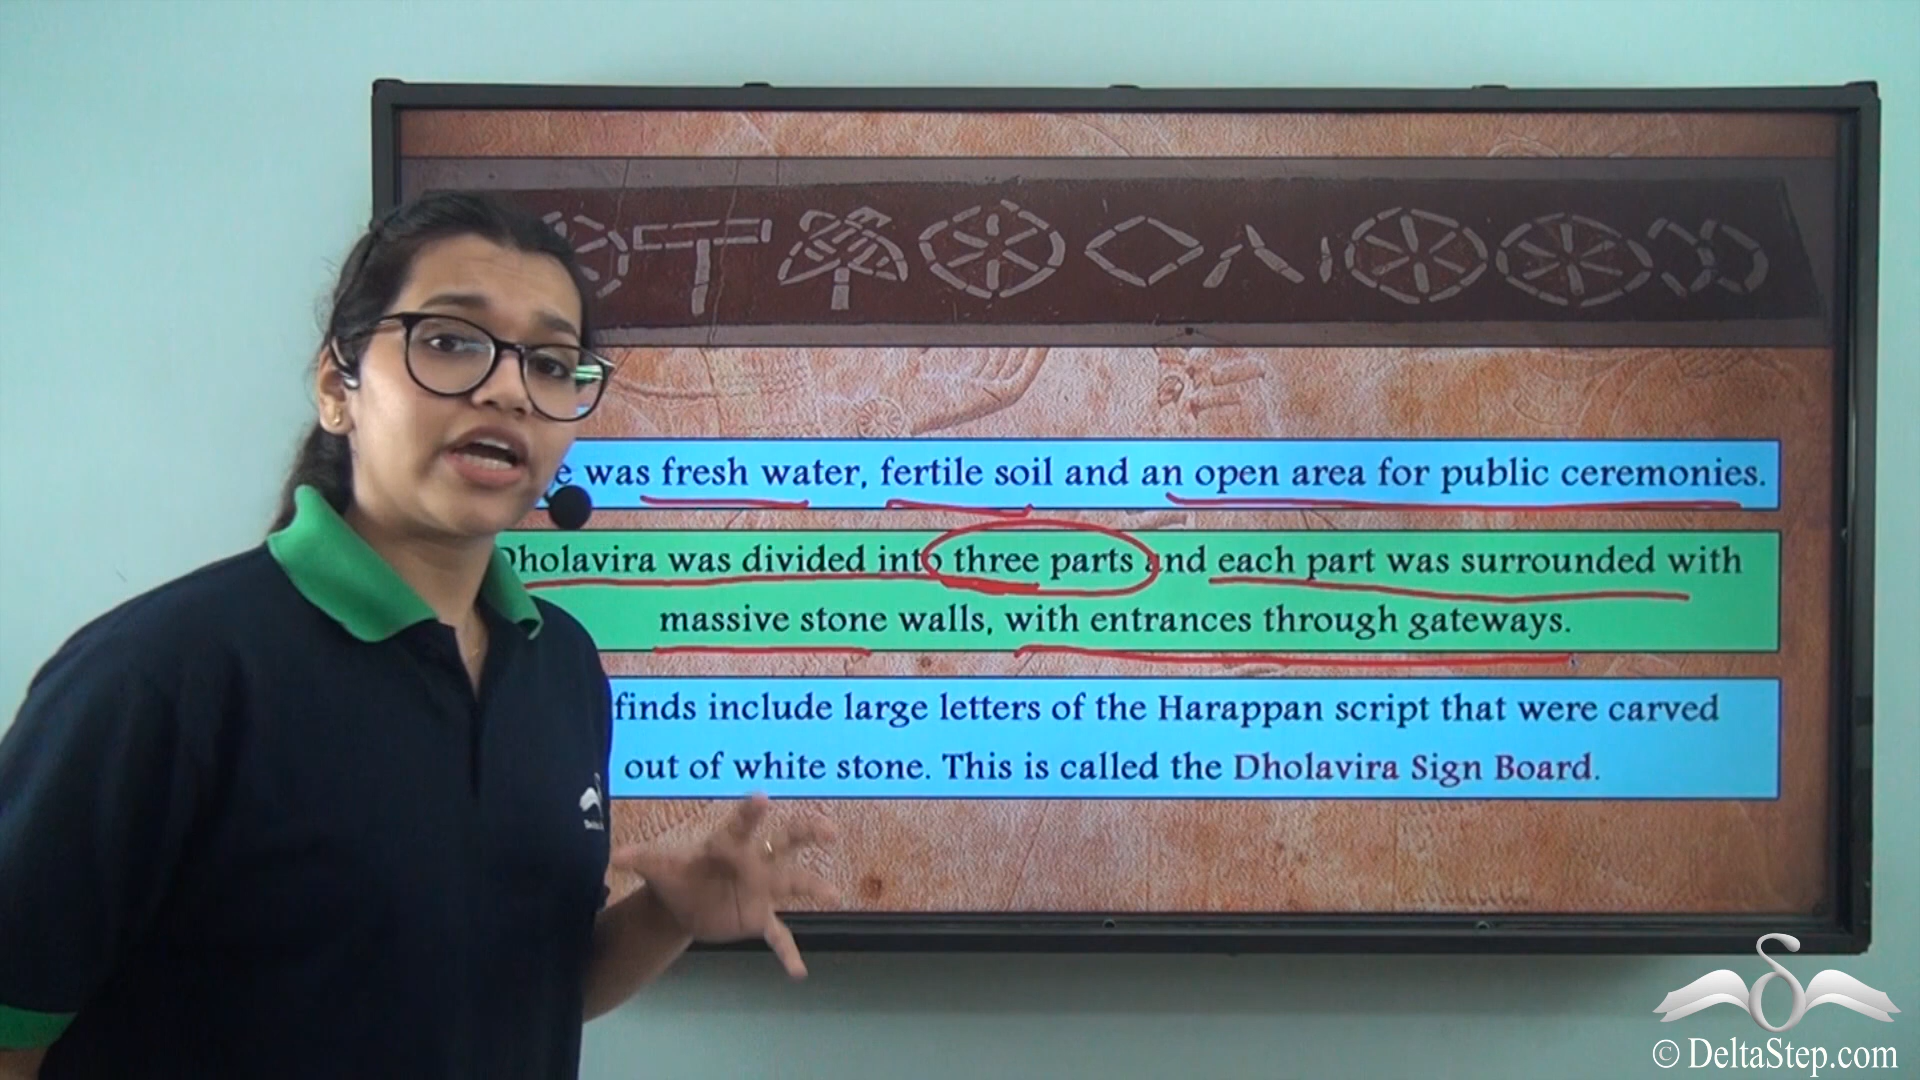 was fresh water, fertile soil and an open area for public ceremonies.
Dholavira was divided into three parts and each part was surrounded with
massive stone walls, with entrances through gateways.
finds include large letters of the Harappan script that were carved
out of white stone. This is called the Dholavira Sign Board.
© DeltaStep.com